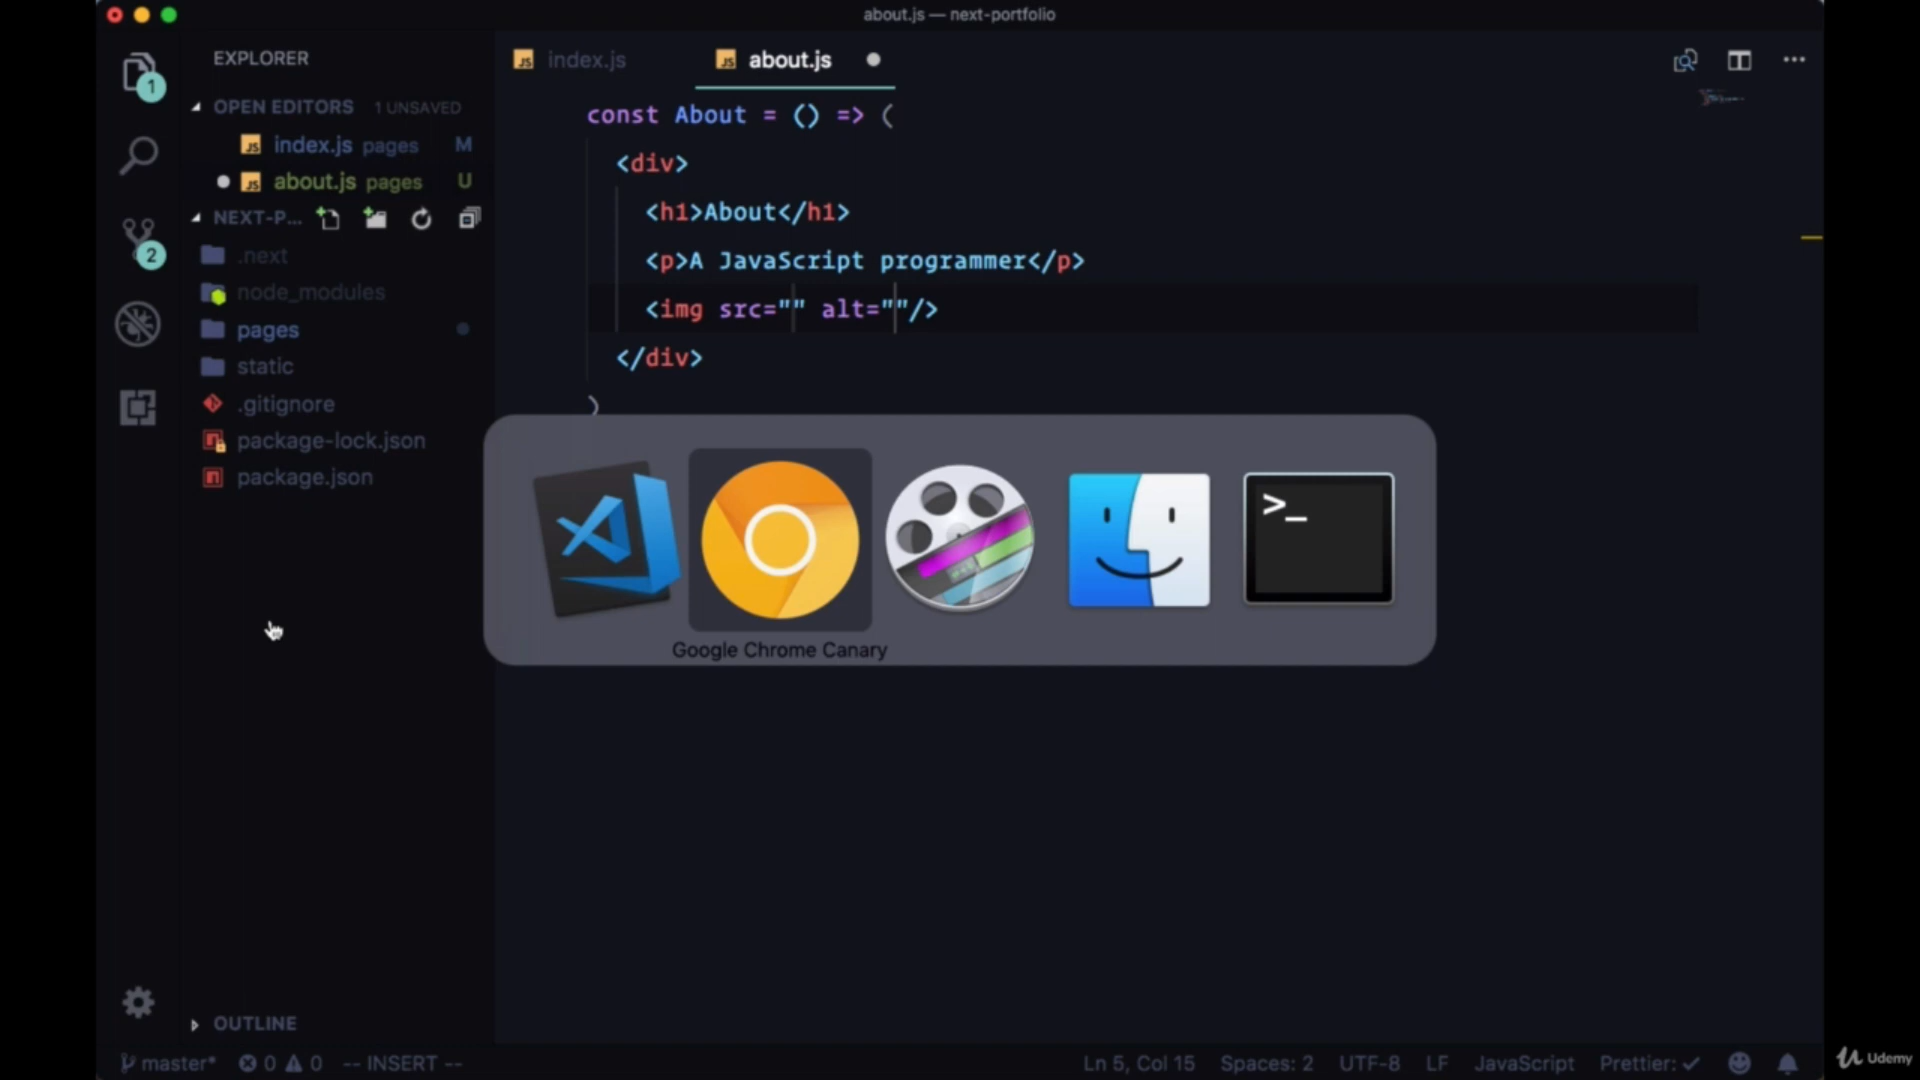 about.js — next-portfolio
EXPLORER
index.js
about.js
OPEN EDITORS 1 UNSAVED
index.js pages M
about.js pages U
NEXT-P...
.next
node_modules
pages
static
.gitignore
package-lock.json
package.json
OUTLINE
1
2
const About = () => (
<div>
<h1>About</h1>
<p>A JavaScript programmer</p>
<img src="" alt=""/>
</div>
)
>_
Google Chrome Canary
master* 0 0 -- INSERT --
Ln 5, Col 15 Spaces: 2 UTF-8 LF JavaScript Prettier: ✓
Udemy